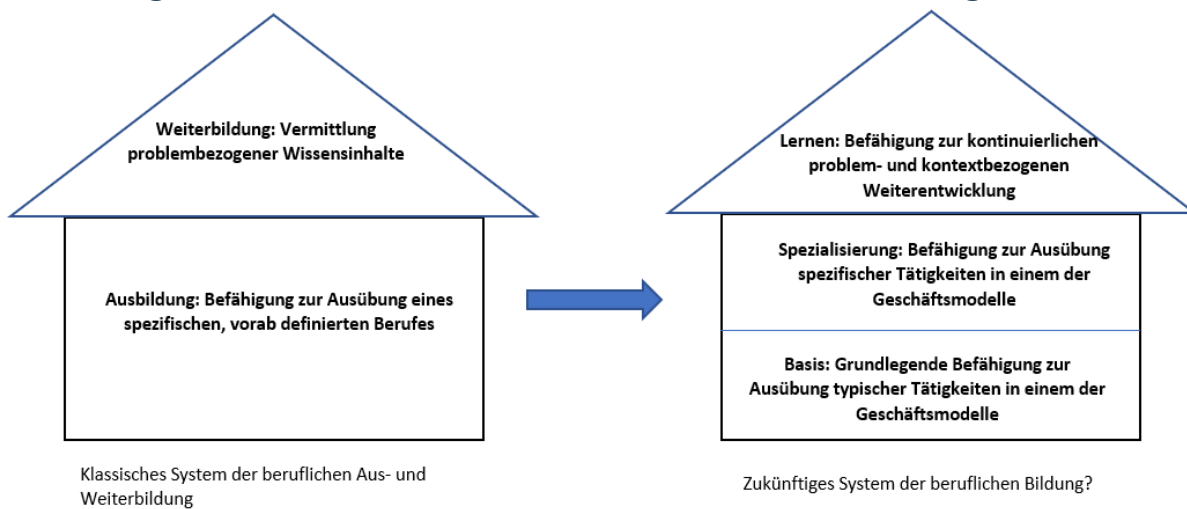 Weiterbildung: Vermittlung
problembezogener Wissensinhalte
Ausbildung: Befähigung zur Ausübung eines
spezifischen, vorab definierten Berufes
Klassisches System der beruflichen Aus- und
Weiterbildung
Lernen: Befähigung zur kontinuierlichen
problem- und kontextbezogenen
Weiterentwicklung
Spezialisierung: Befähigung zur Ausübung
spezifischer Tätigkeiten in einem der
Geschäftsmodelle
Basis: Grundlegende Befähigung zur
Ausübung typischer Tätigkeiten in einem der
Geschäftsmodelle
Zukünftiges System der beruflichen Bildung?